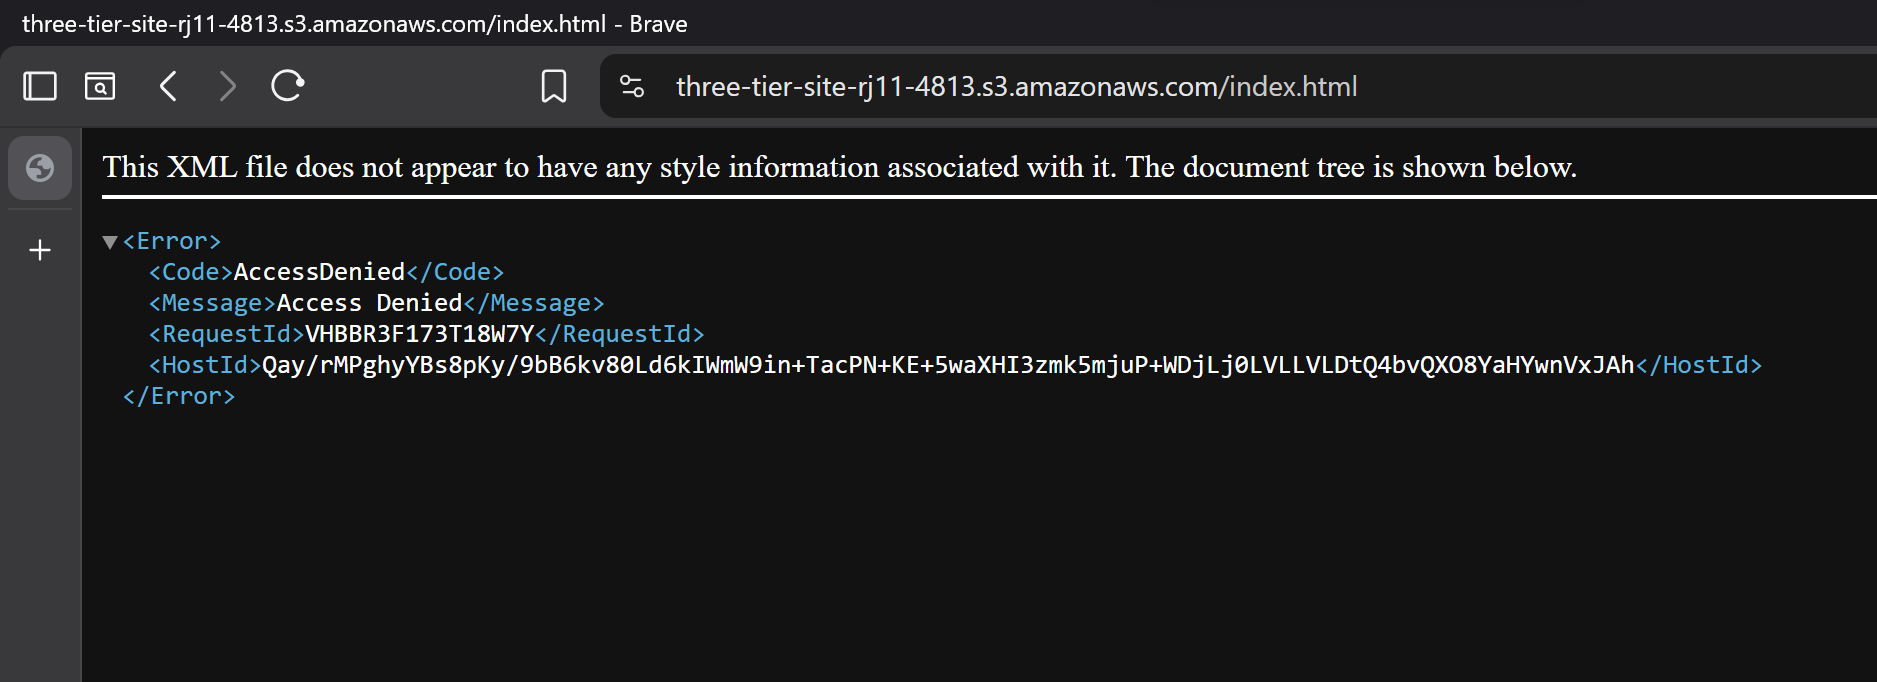 three-tier-site-rj11-4813.s3.amazonaws.com/index.html - Brave
three-tier-site-rj11-4813.s3.amazonaws.com/index.html
This XML file does not appear to have any style information associated with it. The document tree is shown below.
▼<Error>
<Code>AccessDenied</Code>
<Message>Access Denied</Message>
<RequestId>VHBBR3F173T18W7Y</RequestId>
<HostId>Qay/rMPghyYBs8pKy/9bB6kv80Ld6kIWmW9in+TacPN+KE+5waXHI3zmk5mjuP+WDjLj0LVLLVLDtQ4bvQXO8YaHYwnVxJAh</HostId>
</Error>